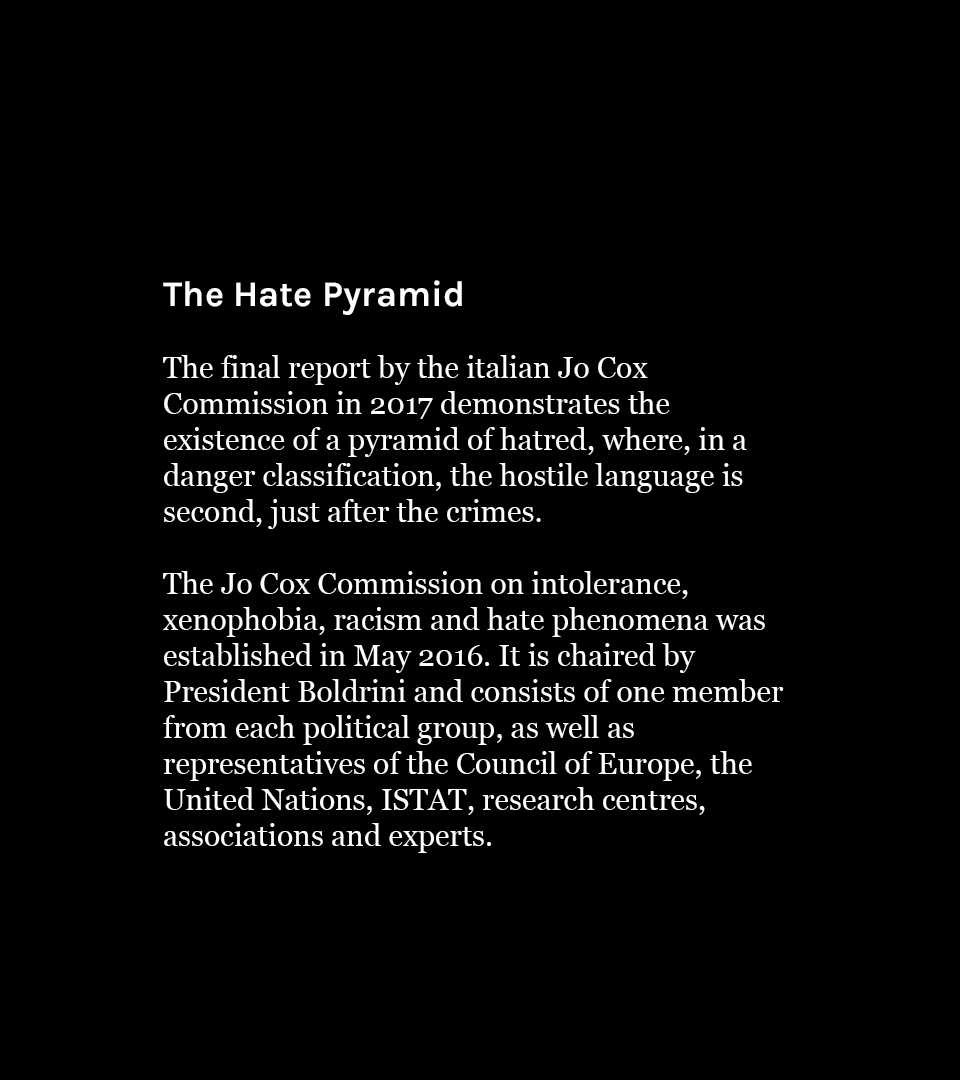 The Hate Pyramid
The final report by the italian Jo Cox
Commission in 2017 demonstrates the
existence of a pyramid of hatred, where, in a
danger classification, the hostile language is
second, just after the crimes.
The Jo Cox Commission on intolerance,
xenophobia, racism and hate phenomena was
established in May 2016. It is chaired by
President Boldrini and consists of one member
from each political group, as well as
representatives of the Council of Europe, the
United Nations, ISTAT, research centres,
associations and experts.